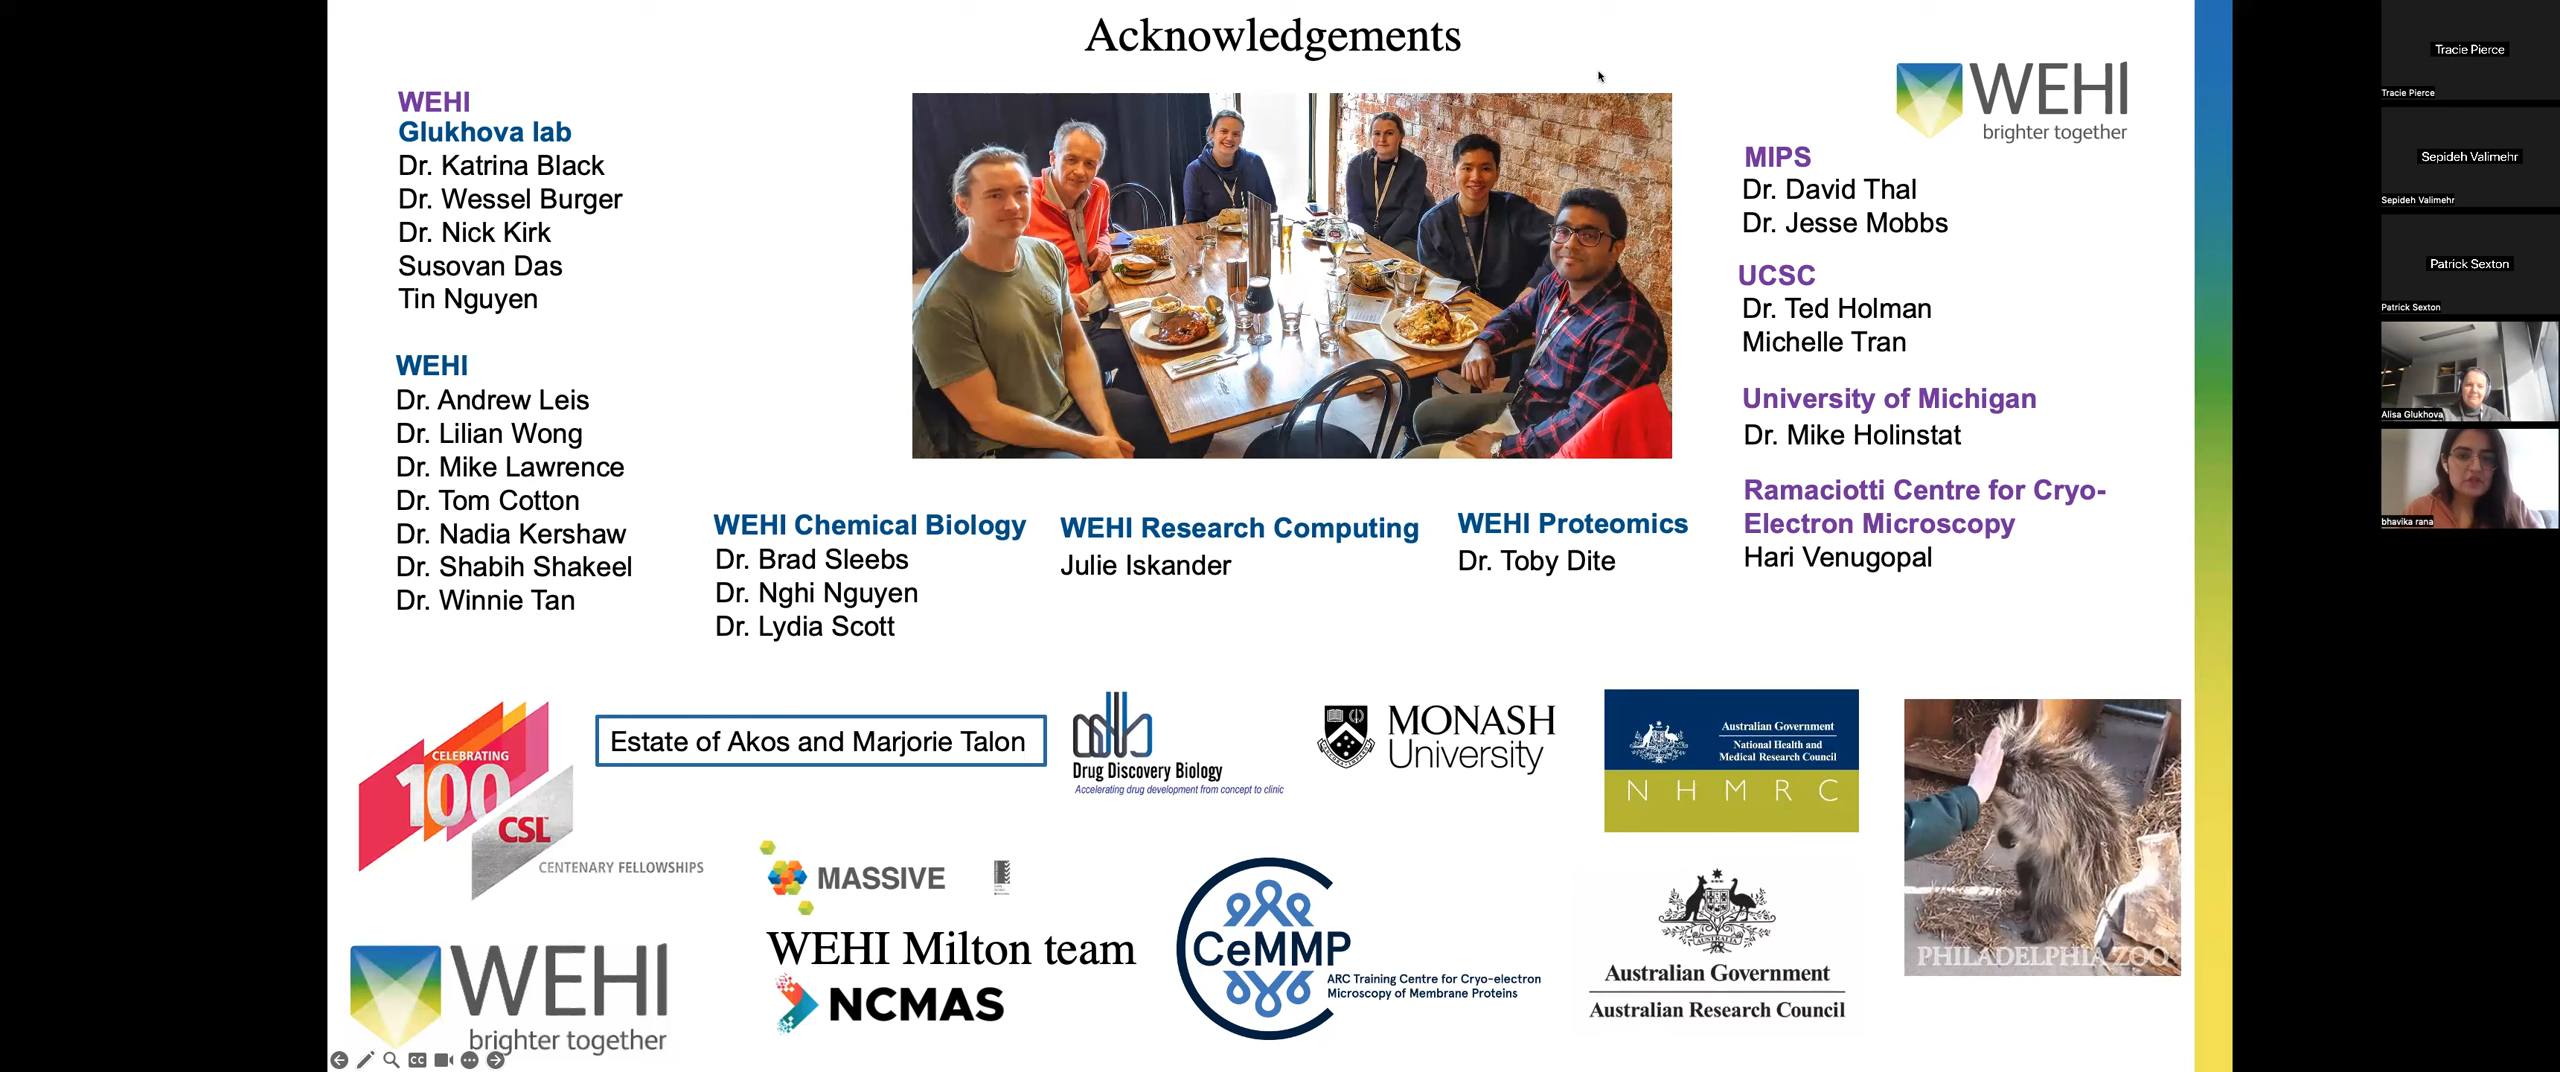 Acknowledgements
WEHI
Glukhova lab
Dr. Katrina Black
Dr. Wessel Burger
Dr. Nick Kirk
Susovan Das
Tin Nguyen
WEHI
Dr. Andrew Leis
Dr. Lilian Wong
Dr. Mike Lawrence
Dr. Tom Cotton
Dr. Nadia Kershaw
Dr. Shabih Shakeel
Dr. Winnie Tan
WEHI Chemical Biology
Dr. Brad Sleebs
Dr. Nghi Nguyen
Dr. Lydia Scott
WEHI Research Computing
Julie Iskander
WEHI Proteomics
Dr. Toby Dite
WEHI
brighter together
MIPS
Dr. David Thal
Dr. Jesse Mobbs
UCSC
Dr. Ted Holman
Michelle Tran
University of Michigan
Dr. Mike Holinstat
Ramaciotti Centre for Cryo-
Electron Microscopy
Hari Venugopal
CELEBRATING
100
CSL
CENTENARY FELLOWSHIPS
Estate of Akos and Marjorie Talon
ddb
Drug Discovery Biology
Accelerating drug development from concept to clinic
MONASH
University
Australian Government
National Health and
Medical Research Council
NHMRC
PHILADELPHIA ZOO
MASSIVE
WEHI Milton team
NCMAS
CeMMP
ARC Training Centre for Cryo-electron
Microscopy of Membrane Proteins
AUSTRALIA
Australian Government
Australian Research Council
WEHI
brighter together
CC
Tracie Pierce
Tracie Pierce
Sepideh Valimehr
Sepideh Valimehr
Patrick Sexton
Patrick Sexton
Alisa Glukhova
bhavika rana